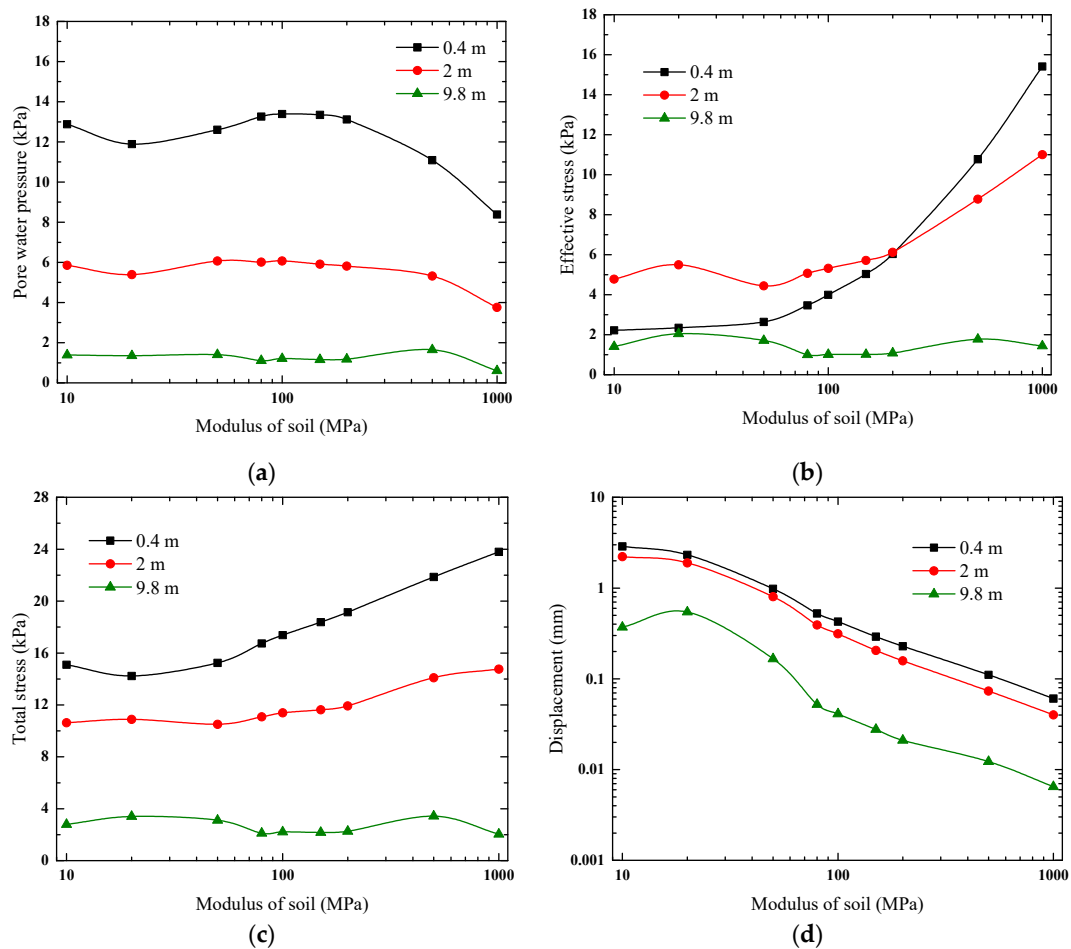 18
16
14
12
10
8
6
4
2
0
10
100
1000
Pore water pressure (kPa)
Modulus of soil (MPa)
0.4 m
2 m
9.8 m
(a)
18
16
14
12
10
8
6
4
2
0
10
100
1000
Effective stress (kPa)
Modulus of soil (MPa)
0.4 m
2 m
9.8 m
(b)
28
24
20
16
12
8
4
0
10
100
1000
Total stress (kPa)
Modulus of soil (MPa)
0.4 m
2 m
9.8 m
(c)
10
1
0.1
0.01
0.001
10
100
1000
Displacement (mm)
Modulus of soil (MPa)
0.4 m
2 m
9.8 m
(d)